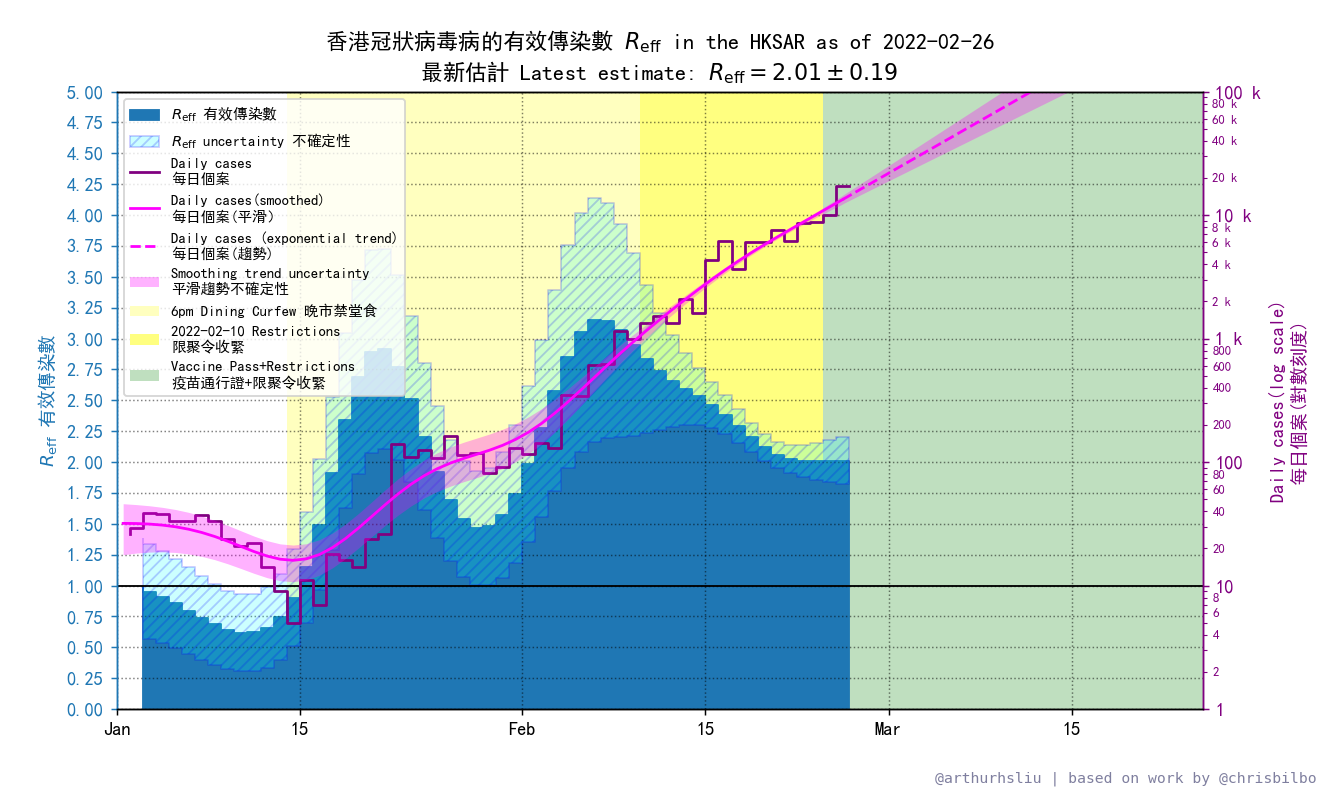 香港冠狀病毒病的有效傳染數 Reff in the HKSAR as of 2022-02-26
最新估計 Latest estimate: Reff = 2.01 ± 0.19
Reff 有效傳染數
Reff uncertainty 不確定性
Daily cases
每日個案
Daily cases(smoothed)
每日個案(平滑)
Daily cases (exponential trend)
每日個案(趨勢)
Smoothing trend uncertainty
平滑趨勢不確定性
6pm Dining Curfew 晚市禁堂食
2022-02-10 Restrictions
限聚令收緊
Vaccine Pass+Restrictions
疫苗通行證+限聚令收緊
Reff 有效傳染數
5.00
4.75
4.50
4.25
4.00
3.75
3.50
3.25
3.00
2.75
2.50
2.25
2.00
1.75
1.50
1.25
1.00
0.75
0.50
0.25
0.00
Jan
15
Feb
15
Mar
15
100 k
80 k
60 k
40 k
20 k
10 k
8 k
6 k
4 k
2 k
1 k
800
600
400
200
100
80
60
40
20
10
8
6
4
2
1
Daily cases(log scale)
每日個案(對數刻度)
@arthurhsliu | based on work by @chrisbilbo